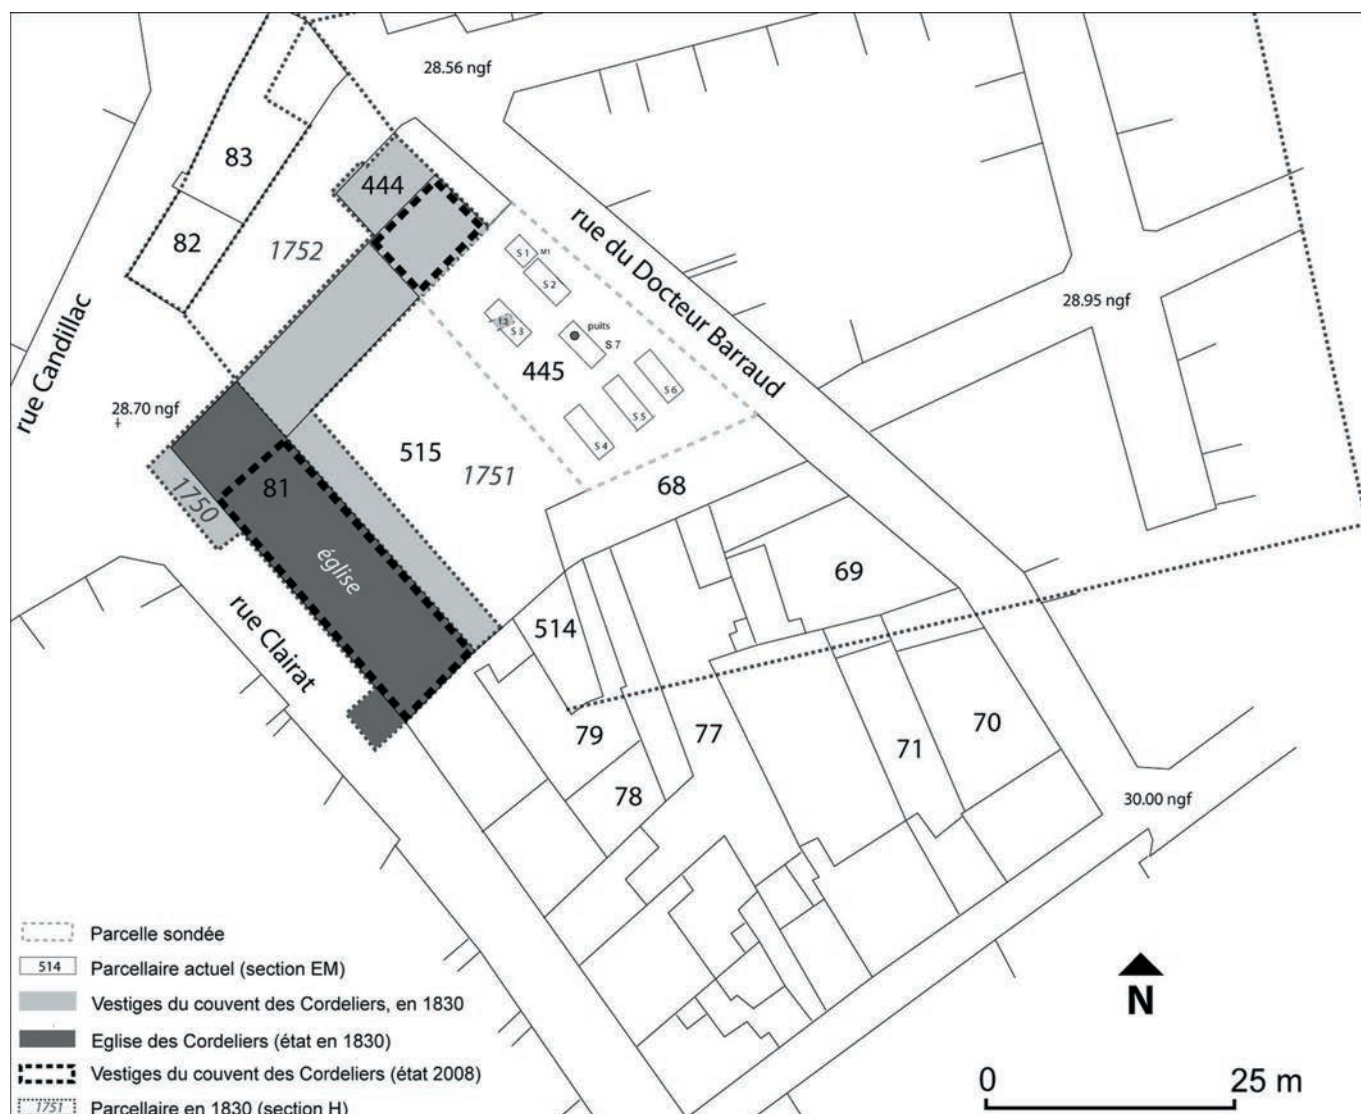 28.56 ngf
83
444
82
1752
rue du Docteur Barraud
S 1
M1
S 2
28.95 ngf
S 3
puits
S 7
rue Candillac
445
S 6
S 5
28.70 ngf
S 4
515
1751
68
81
1750
église
69
rue Clairat
514
79
77
71
70
78
30.00 ngf
Parcelle sondée
514 Parcellaire actuel (section EM)
Vestiges du couvent des Cordeliers, en 1830
Eglise des Cordeliers (état en 1830)
Vestiges du couvent des Cordeliers (état 2008)
1751 Parcellaire en 1830 (section H)
N
0 25 m